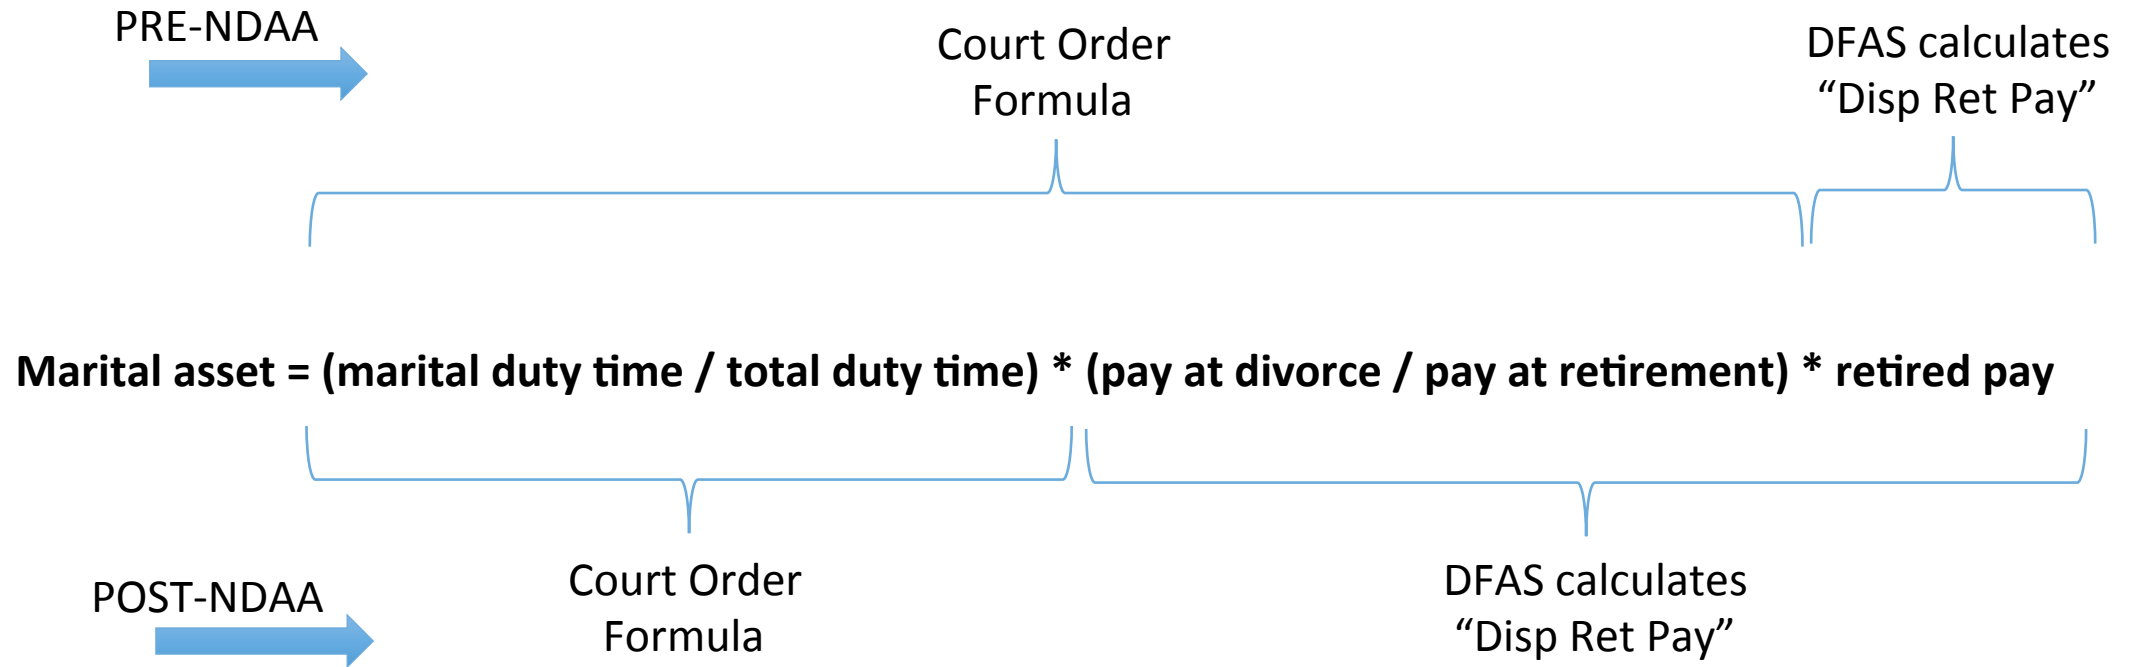 PRE-NDAA
Court Order
Formula
DFAS calculates
“Disp Ret Pay”
Marital asset = (marital duty time / total duty time) * (pay at divorce / pay at retirement) * retired pay
POST-NDAA
Court Order
Formula
DFAS calculates
“Disp Ret Pay”